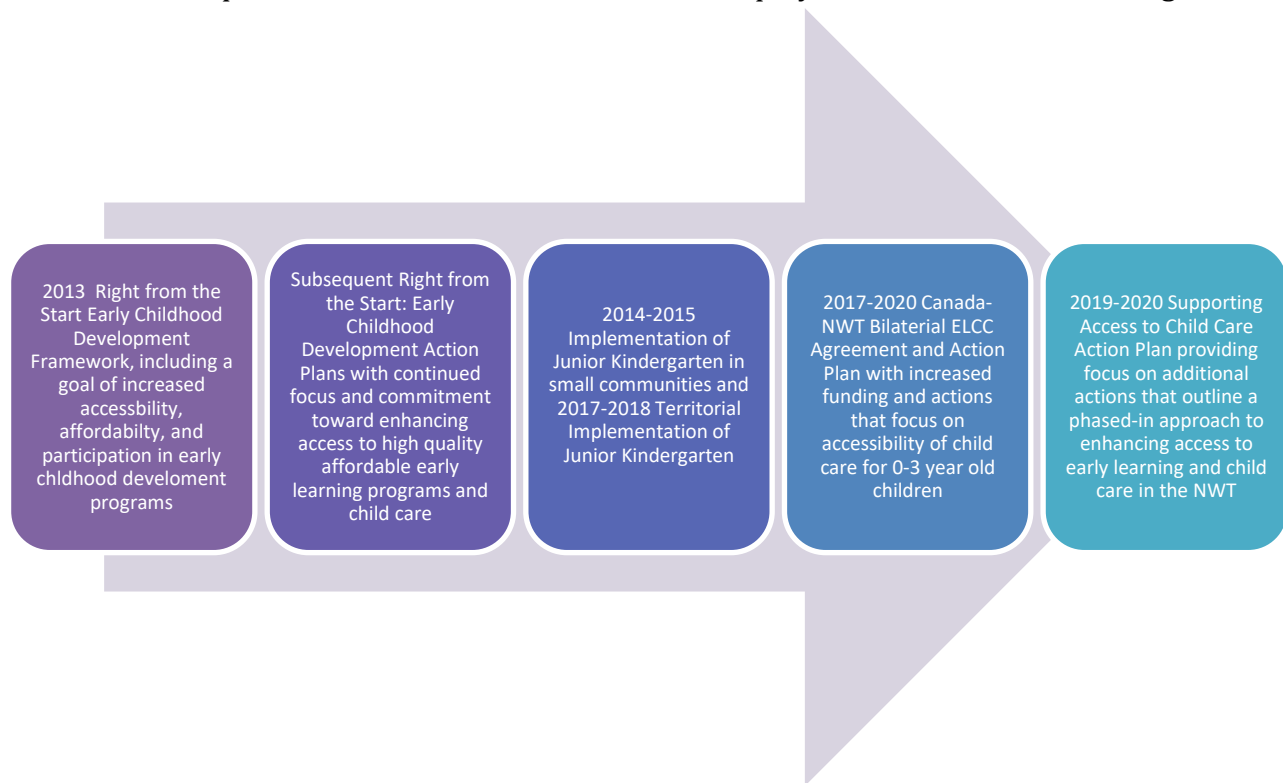 2013 Right from the
Start Early Childhood
Development
Framework, including a
goal of increased
accessbility,
affordabilty, and
participation in early
chldhood develoment
programs
Subsequent Right from
the Start: Early
Childhood
Development Action
Plans with continued
focus and commitment
toward enhancing
access to high quality
affordable early
learning programs and
child care
2014-2015
Implementation of
Junior Kindergarten in
small communities and
2017-2018 Territorial
Implementation of
Junior Kindergarten
2017-2020 Canada-
NWT Bilaterial ELCC
Agreement and Action
Plan with increased
funding and actions
that focus on
accessibility of child
care for 0-3 year old
children
2019-2020 Supporting
Access to Child Care
Action Plan providing
focus on additional
actions that outline a
phased-in approach to
enhancing access to
early learning and child
care in the NWT